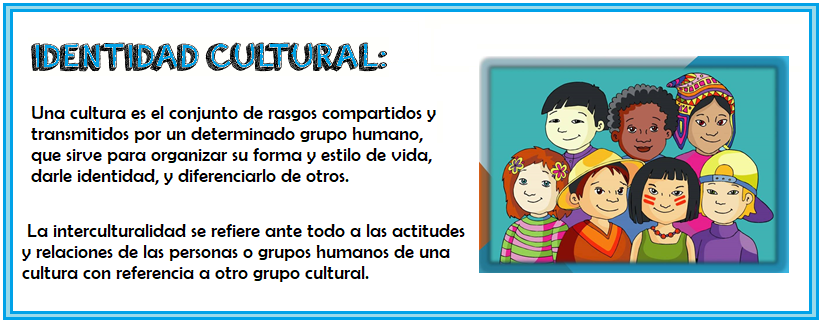 IDENTIDAD CULTURAL:
Una cultura es el conjunto de rasgos compartidos y
transmitidos por un determinado grupo humano,
que sirve para organizar su forma y estilo de vida,
darle identidad, y diferenciarlo de otros.
La interculturalidad se refiere ante todo a las actitudes
y relaciones de las personas o grupos humanos de una
cultura con referencia a otro grupo cultural.